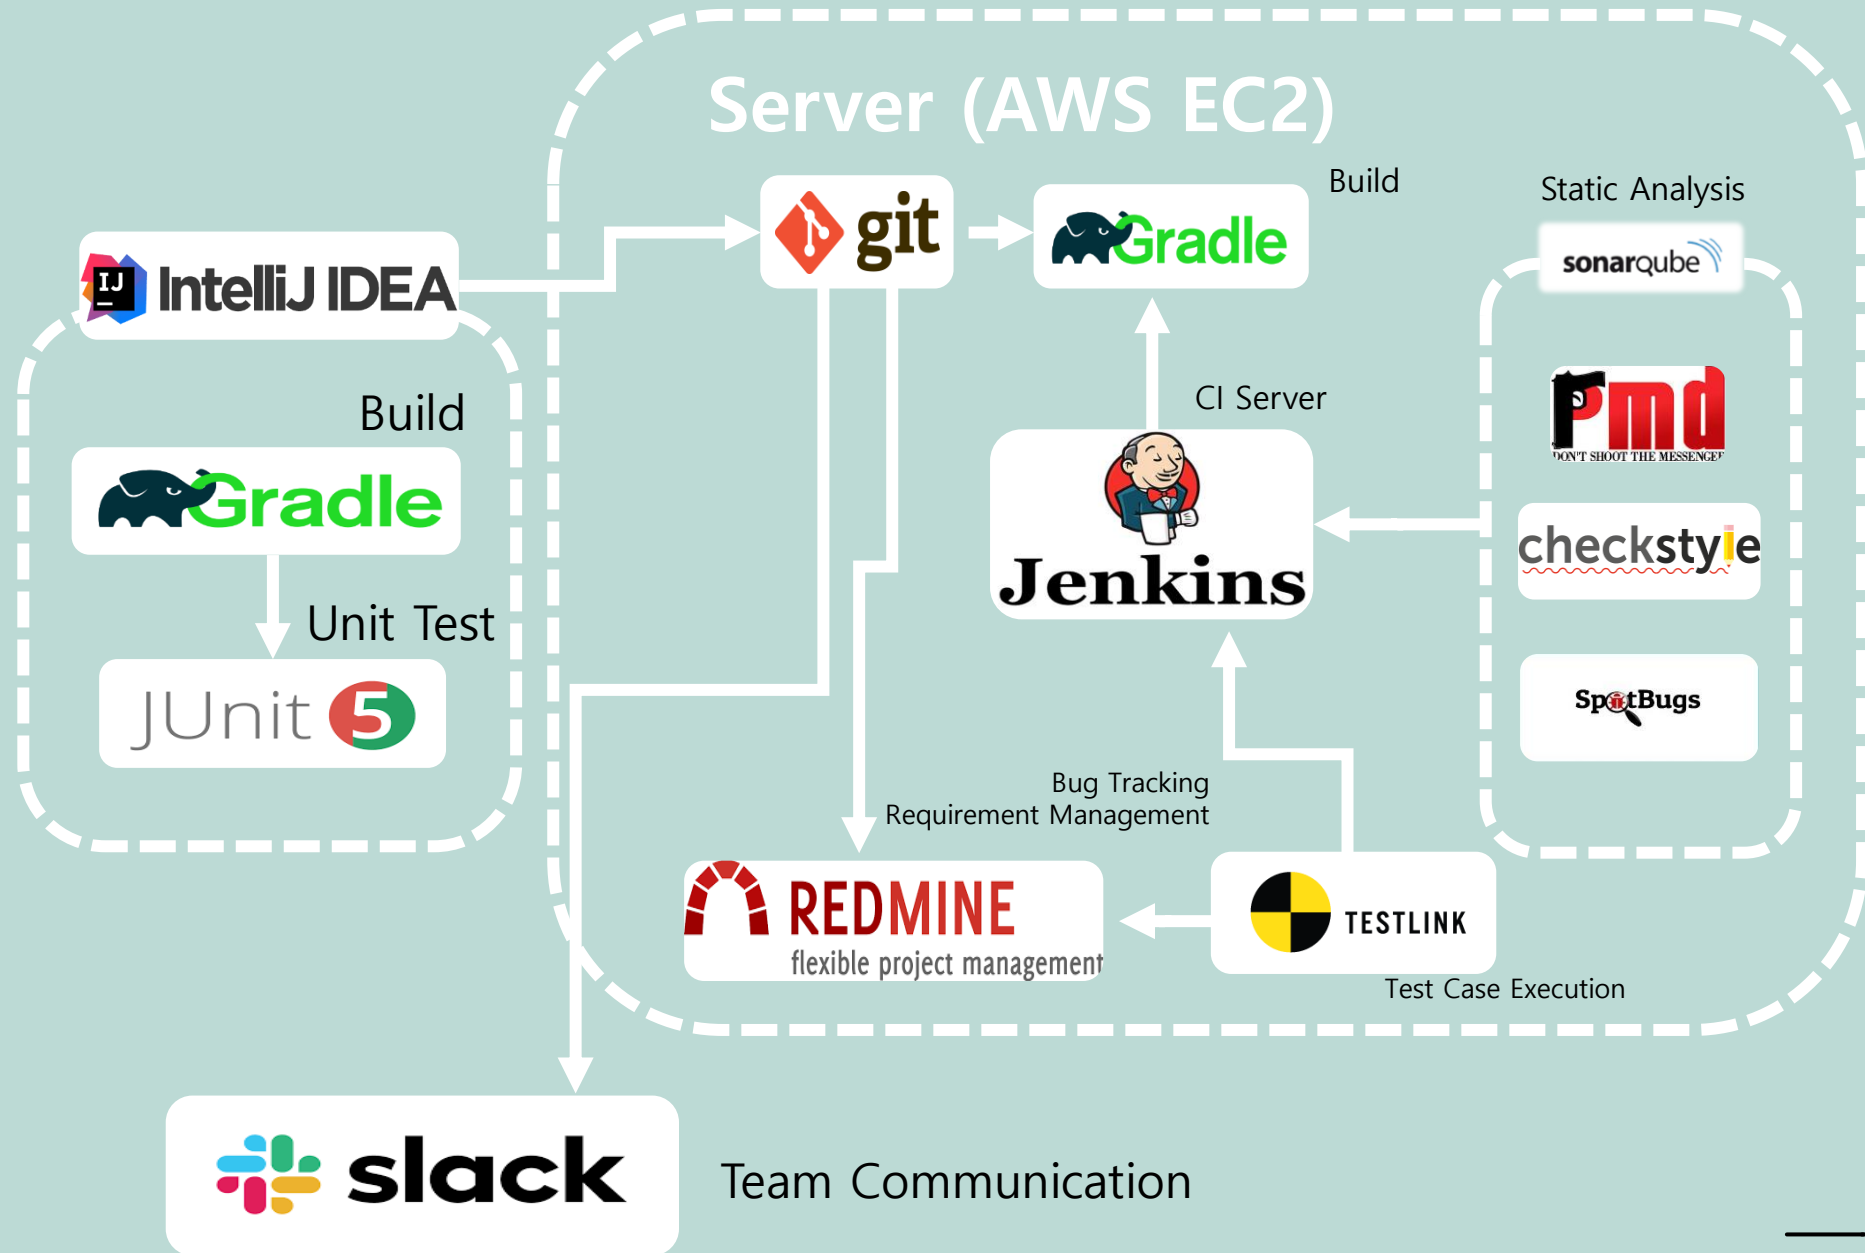 Server (AWS EC2)
git
Gradle
Build
Static Analysis
sonarqube
IJ
IntelliJ IDEA
Build
Gradle
Unit Test
JUnit 5
CI Server
Jenkins
Pmd
DON'T SHOOT THE MESSENGER
checkstyle
SpotBugs
Bug Tracking
Requirement Management
REDMINE
flexible project management
TESTLINK
Test Case Execution
slack
Team Communication